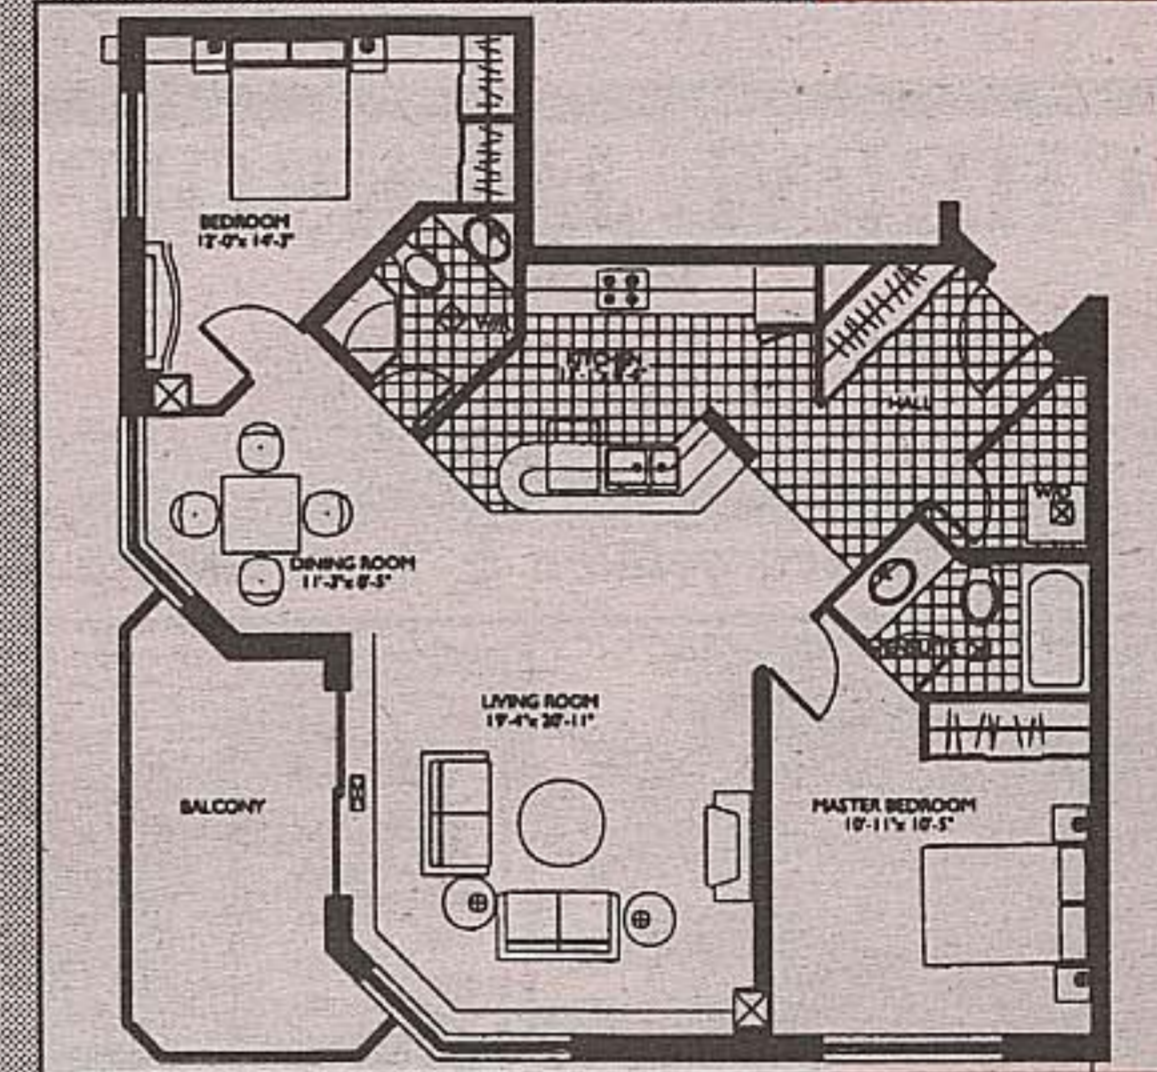 BEDROOM
12'-0"x 14'-3"
W/R
KITCHEN
HALL
W/D
DINING ROOM
11'-3"x 8'-5"
ENSUITE
LIVING ROOM
19'-4"x 20'-11"
BALCONY
MASTER BEDROOM
10'-11"x 10'-5"